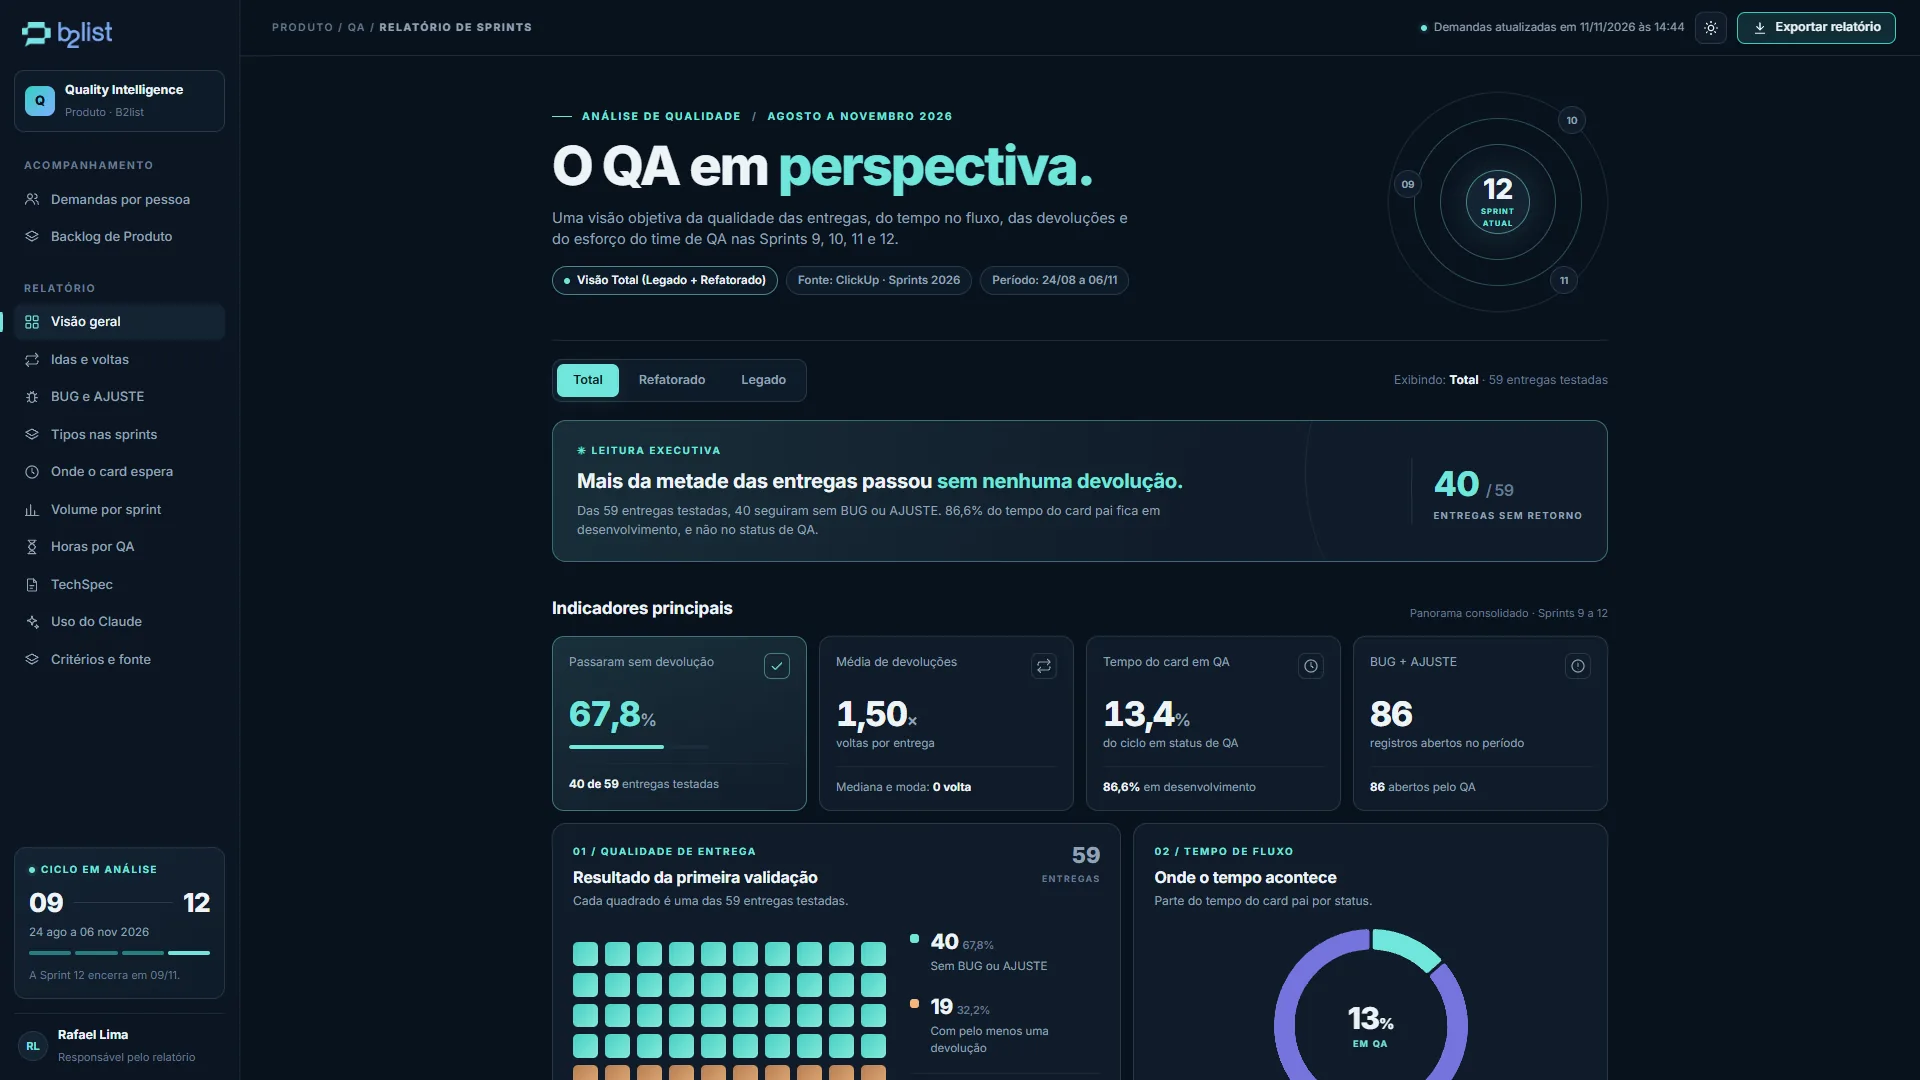 b2list
Q
Quality Intelligence
Produto · B2list
ACOMPANHAMENTO
Demandas por pessoa
Backlog de Produto
RELATÓRIO
Visão geral
Idas e voltas
BUG e AJUSTE
Tipos nas sprints
Onde o card espera
Volume por sprint
Horas por QA
TechSpec
Uso do Claude
Critérios e fonte
CICLO EM ANÁLISE
09 12
24 ago a 06 nov 2026
A Sprint 12 encerra em 09/11.
RL
Rafael Lima
Responsável pelo relatório
PRODUTO / QA / RELATÓRIO DE SPRINTS
Demandas atualizadas em 11/11/2026 às 14:44
Exportar relatório
ANÁLISE DE QUALIDADE / AGOSTO A NOVEMBRO 2026
O QA em perspectiva.
Uma visão objetiva da qualidade das entregas, do tempo no fluxo, das devoluções e
do esforço do time de QA nas Sprints 9, 10, 11 e 12.
Visão Total (Legado + Refatorado)
Fonte: ClickUp · Sprints 2026
Período: 24/08 a 06/11
10
09
12
SPRINT
ATUAL
11
Total
Refatorado
Legado
Exibindo: Total · 59 entregas testadas
LEITURA EXECUTIVA
Mais da metade das entregas passou sem nenhuma devolução.
Das 59 entregas testadas, 40 seguiram sem BUG ou AJUSTE. 86,6% do tempo do card pai fica em
desenvolvimento, e não no status de QA.
40 / 59
ENTREGAS SEM RETORNO
Indicadores principais
Panorama consolidado · Sprints 9 a 12
Passaram sem devolução
67,8%
40 de 59 entregas testadas
Média de devoluções
1,50×
voltas por entrega
Mediana e moda: 0 volta
Tempo do card em QA
13,4%
do ciclo em status de QA
86,6% em desenvolvimento
BUG + AJUSTE
86
registros abertos no período
86 abertos pelo QA
01 / QUALIDADE DE ENTREGA
Resultado da primeira validação
Cada quadrado é uma das 59 entregas testadas.
59
ENTREGAS
40 67,8%
Sem BUG ou AJUSTE
19 32,2%
Com pelo menos uma
devolução
02 / TEMPO DE FLUXO
Onde o tempo acontece
Parte do tempo do card pai por status.
13%
EM QA